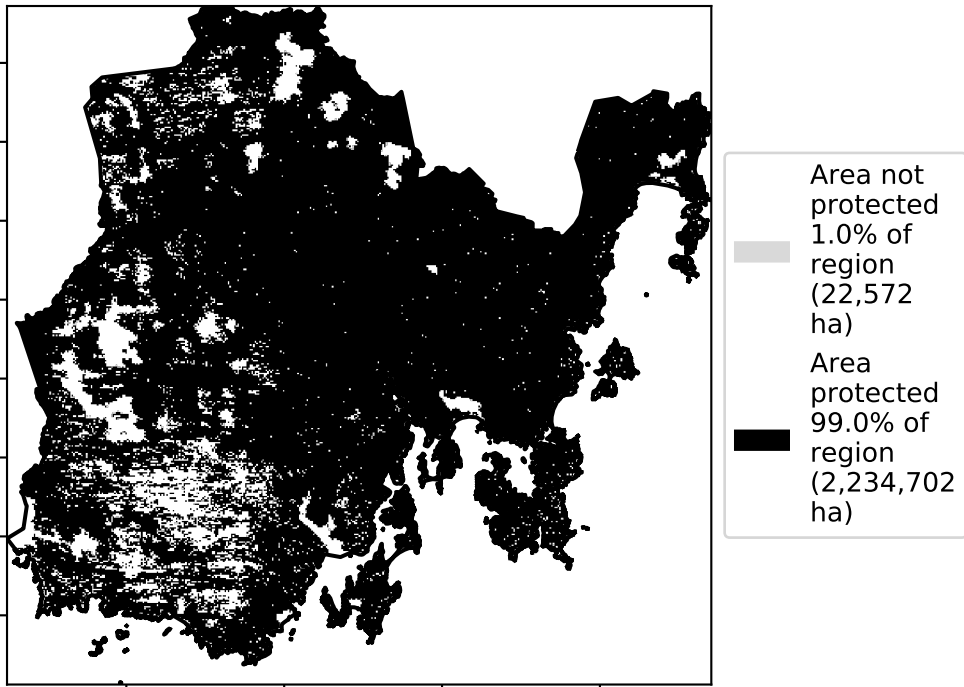 Area not
protected
1.0% of
region
(22,572
ha)
Area
protected
99.0% of
region
(2,234,702
ha)